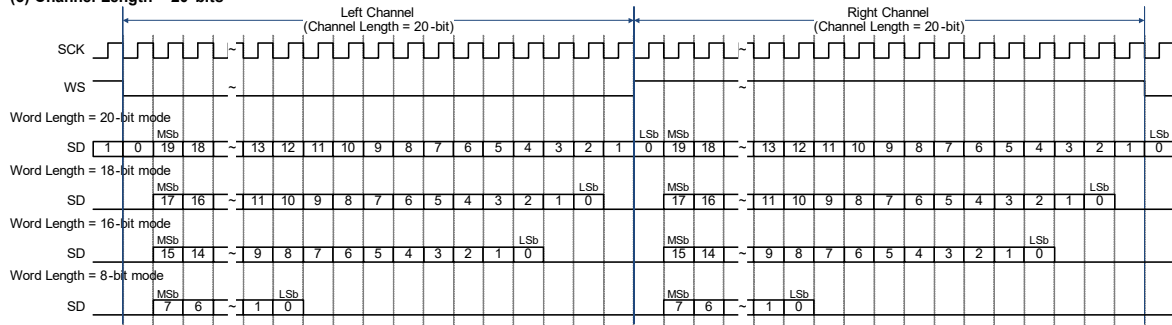 Left Channel Right Channel
(Channel Length = 20-bit) (Channel Length = 20-bit)
SCK ~ ~
WS ~ ~
Word Length = 20-bit mode
MSb LSb MSb LSb
SD 1 0 19 18 ~ 13 12 11 10 9 8 7 6 5 4 3 2 1 0 19 18 ~ 13 12 11 10 9 8 7 6 5 4 3 2 1 0
Word Length = 18-bit mode
MSb LSb MSb LSb
SD 17 16 ~ 11 10 9 8 7 6 5 4 3 2 1 0 17 16 ~ 11 10 9 8 7 6 5 4 3 2 1 0
Word Length = 16-bit mode
MSb LSb MSb LSb
SD 15 14 ~ 9 8 7 6 5 4 3 2 1 0 15 14 ~ 9 8 7 6 5 4 3 2 1 0
Word Length = 8-bit mode
MSb LSb MSb LSb
SD 7 6 ~ 1 0 7 6 ~ 1 0